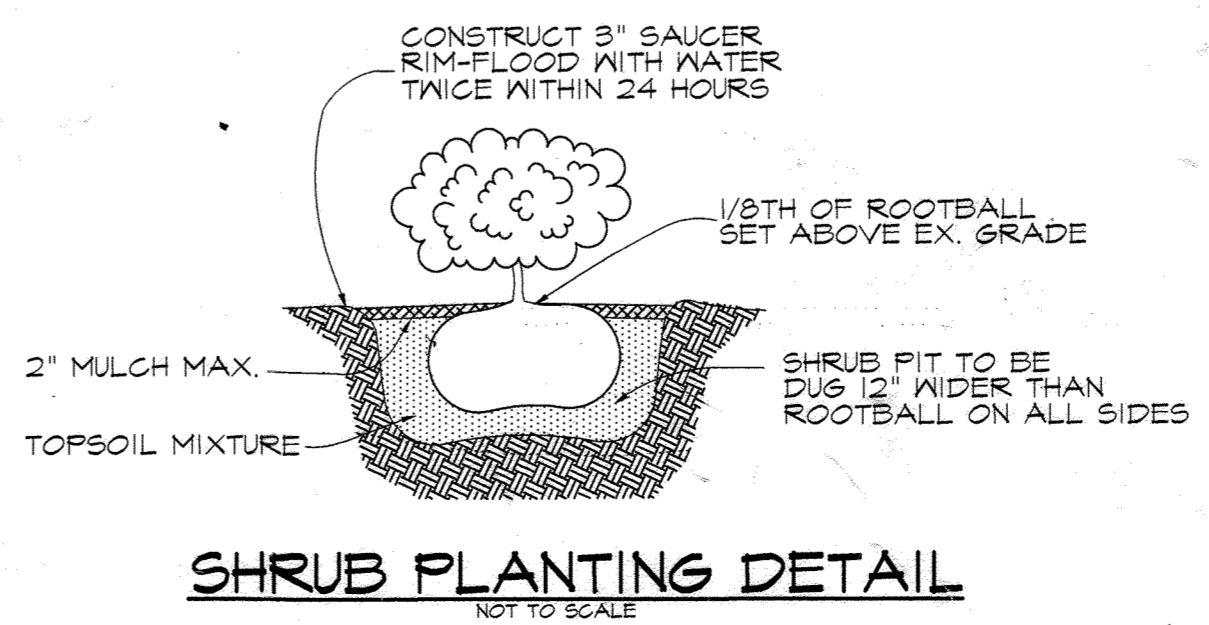 CONSTRUCT 3" SAUCER
RIM-FLOOD WITH WATER
TWICE WITHIN 24 HOURS
1/8TH OF ROOTBALL
SET ABOVE EX. GRADE
2" MULCH MAX.
SHRUB PIT TO BE
DUG 12" WIDER THAN
ROOTBALL ON ALL SIDES
TOPSOIL MIXTURE
SHRUB PLANTING DETAIL
NOT TO SCALE